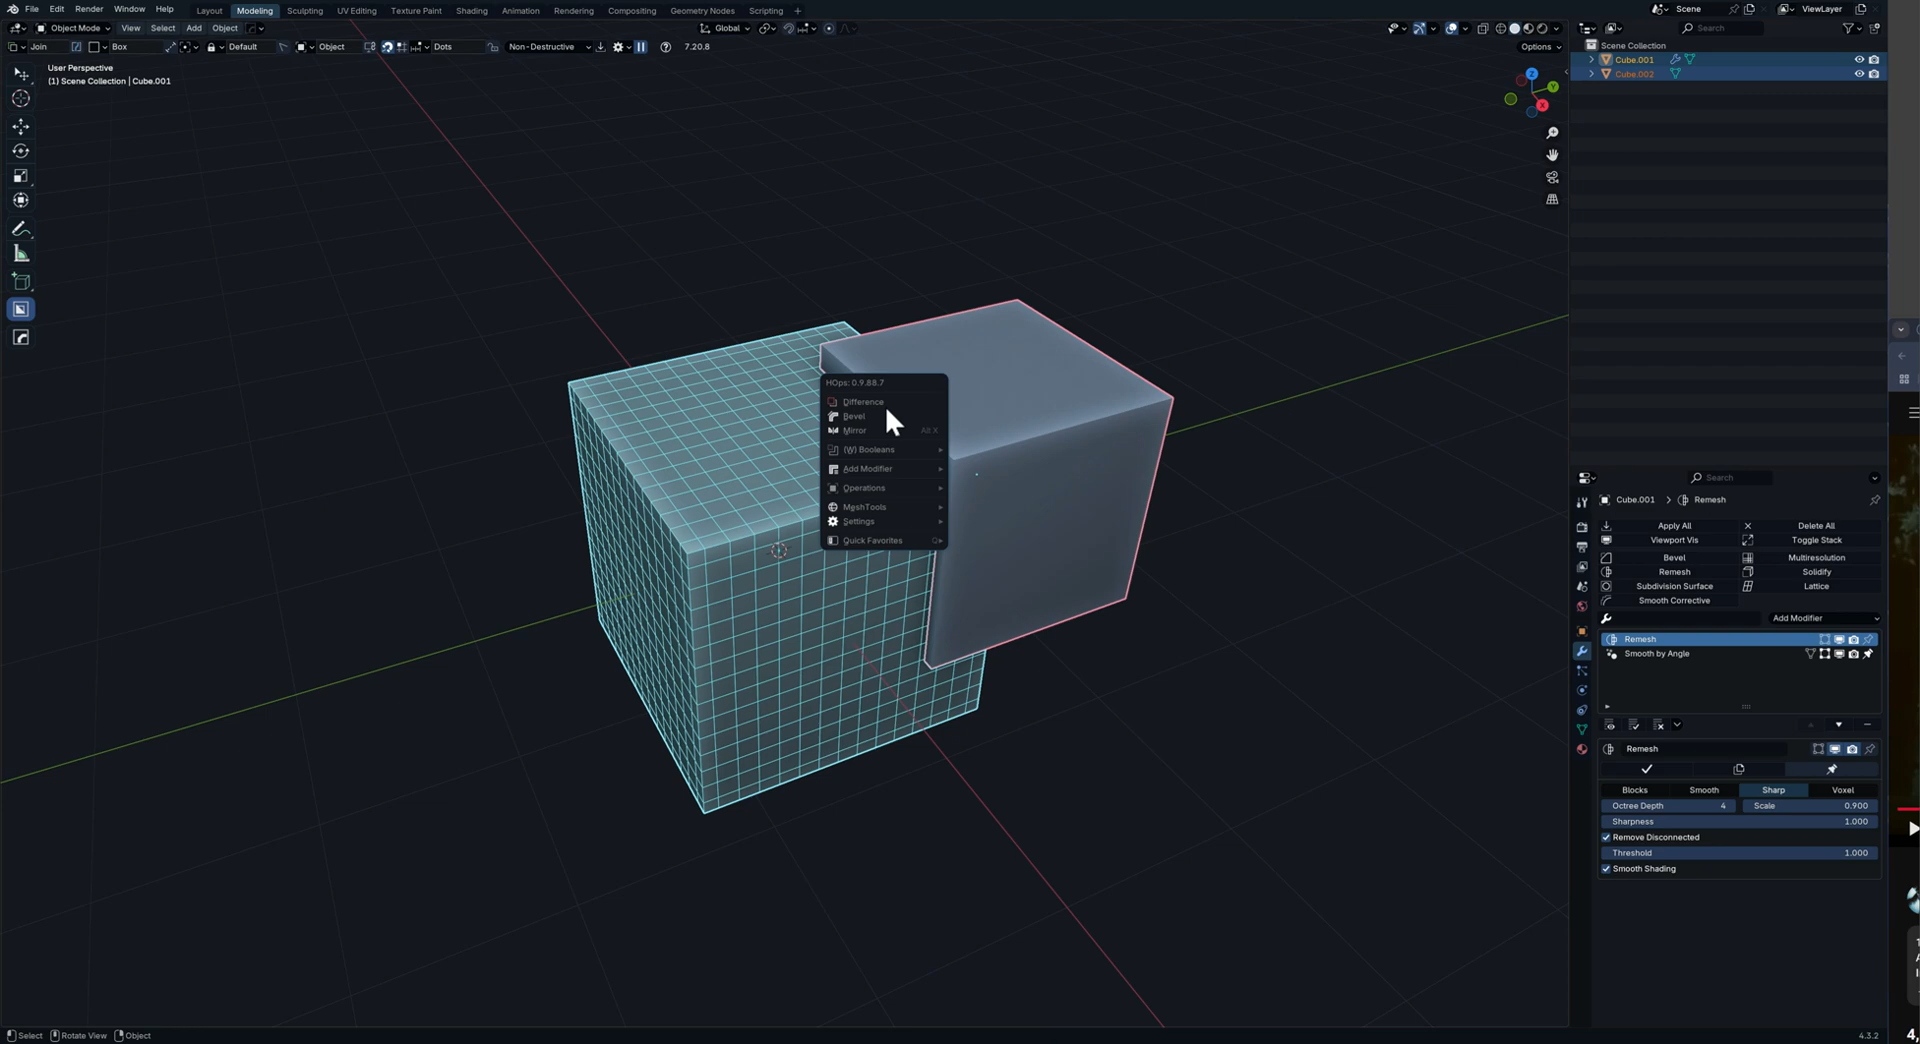 File Edit Render Window Help Layout Modeling Sculpting UV Editing Texture Paint Shading Animation Rendering Compositing Geometry Nodes Scripting + Scene ViewLayer
Object Mode View Select Add Object Global Search
Join Box Default Object Dots Non-Destructive 7.20.8 Options
User Perspective
(1) Scene Collection | Cube.001
Z
Y
X
HOps: 0.9.88.7
Difference
Bevel
Mirror Alt X
(W) Booleans
Add Modifier
Operations
MeshTools
Settings
Quick Favorites Q
Scene Collection
Cube.001
Cube.002
Search
Cube.001 > Remesh
Apply All Delete All
Viewport Vis Toggle Stack
Bevel Multiresolution
Remesh Solidify
Subdivision Surface Lattice
Smooth Corrective
Add Modifier
Remesh
Smooth by Angle
Remesh
Blocks Smooth Sharp Voxel
Octree Depth 4 Scale 0.900
Sharpness 1.000
Remove Disconnected
Threshold 1.000
Smooth Shading
Select Rotate View Object 4.3.2
4,